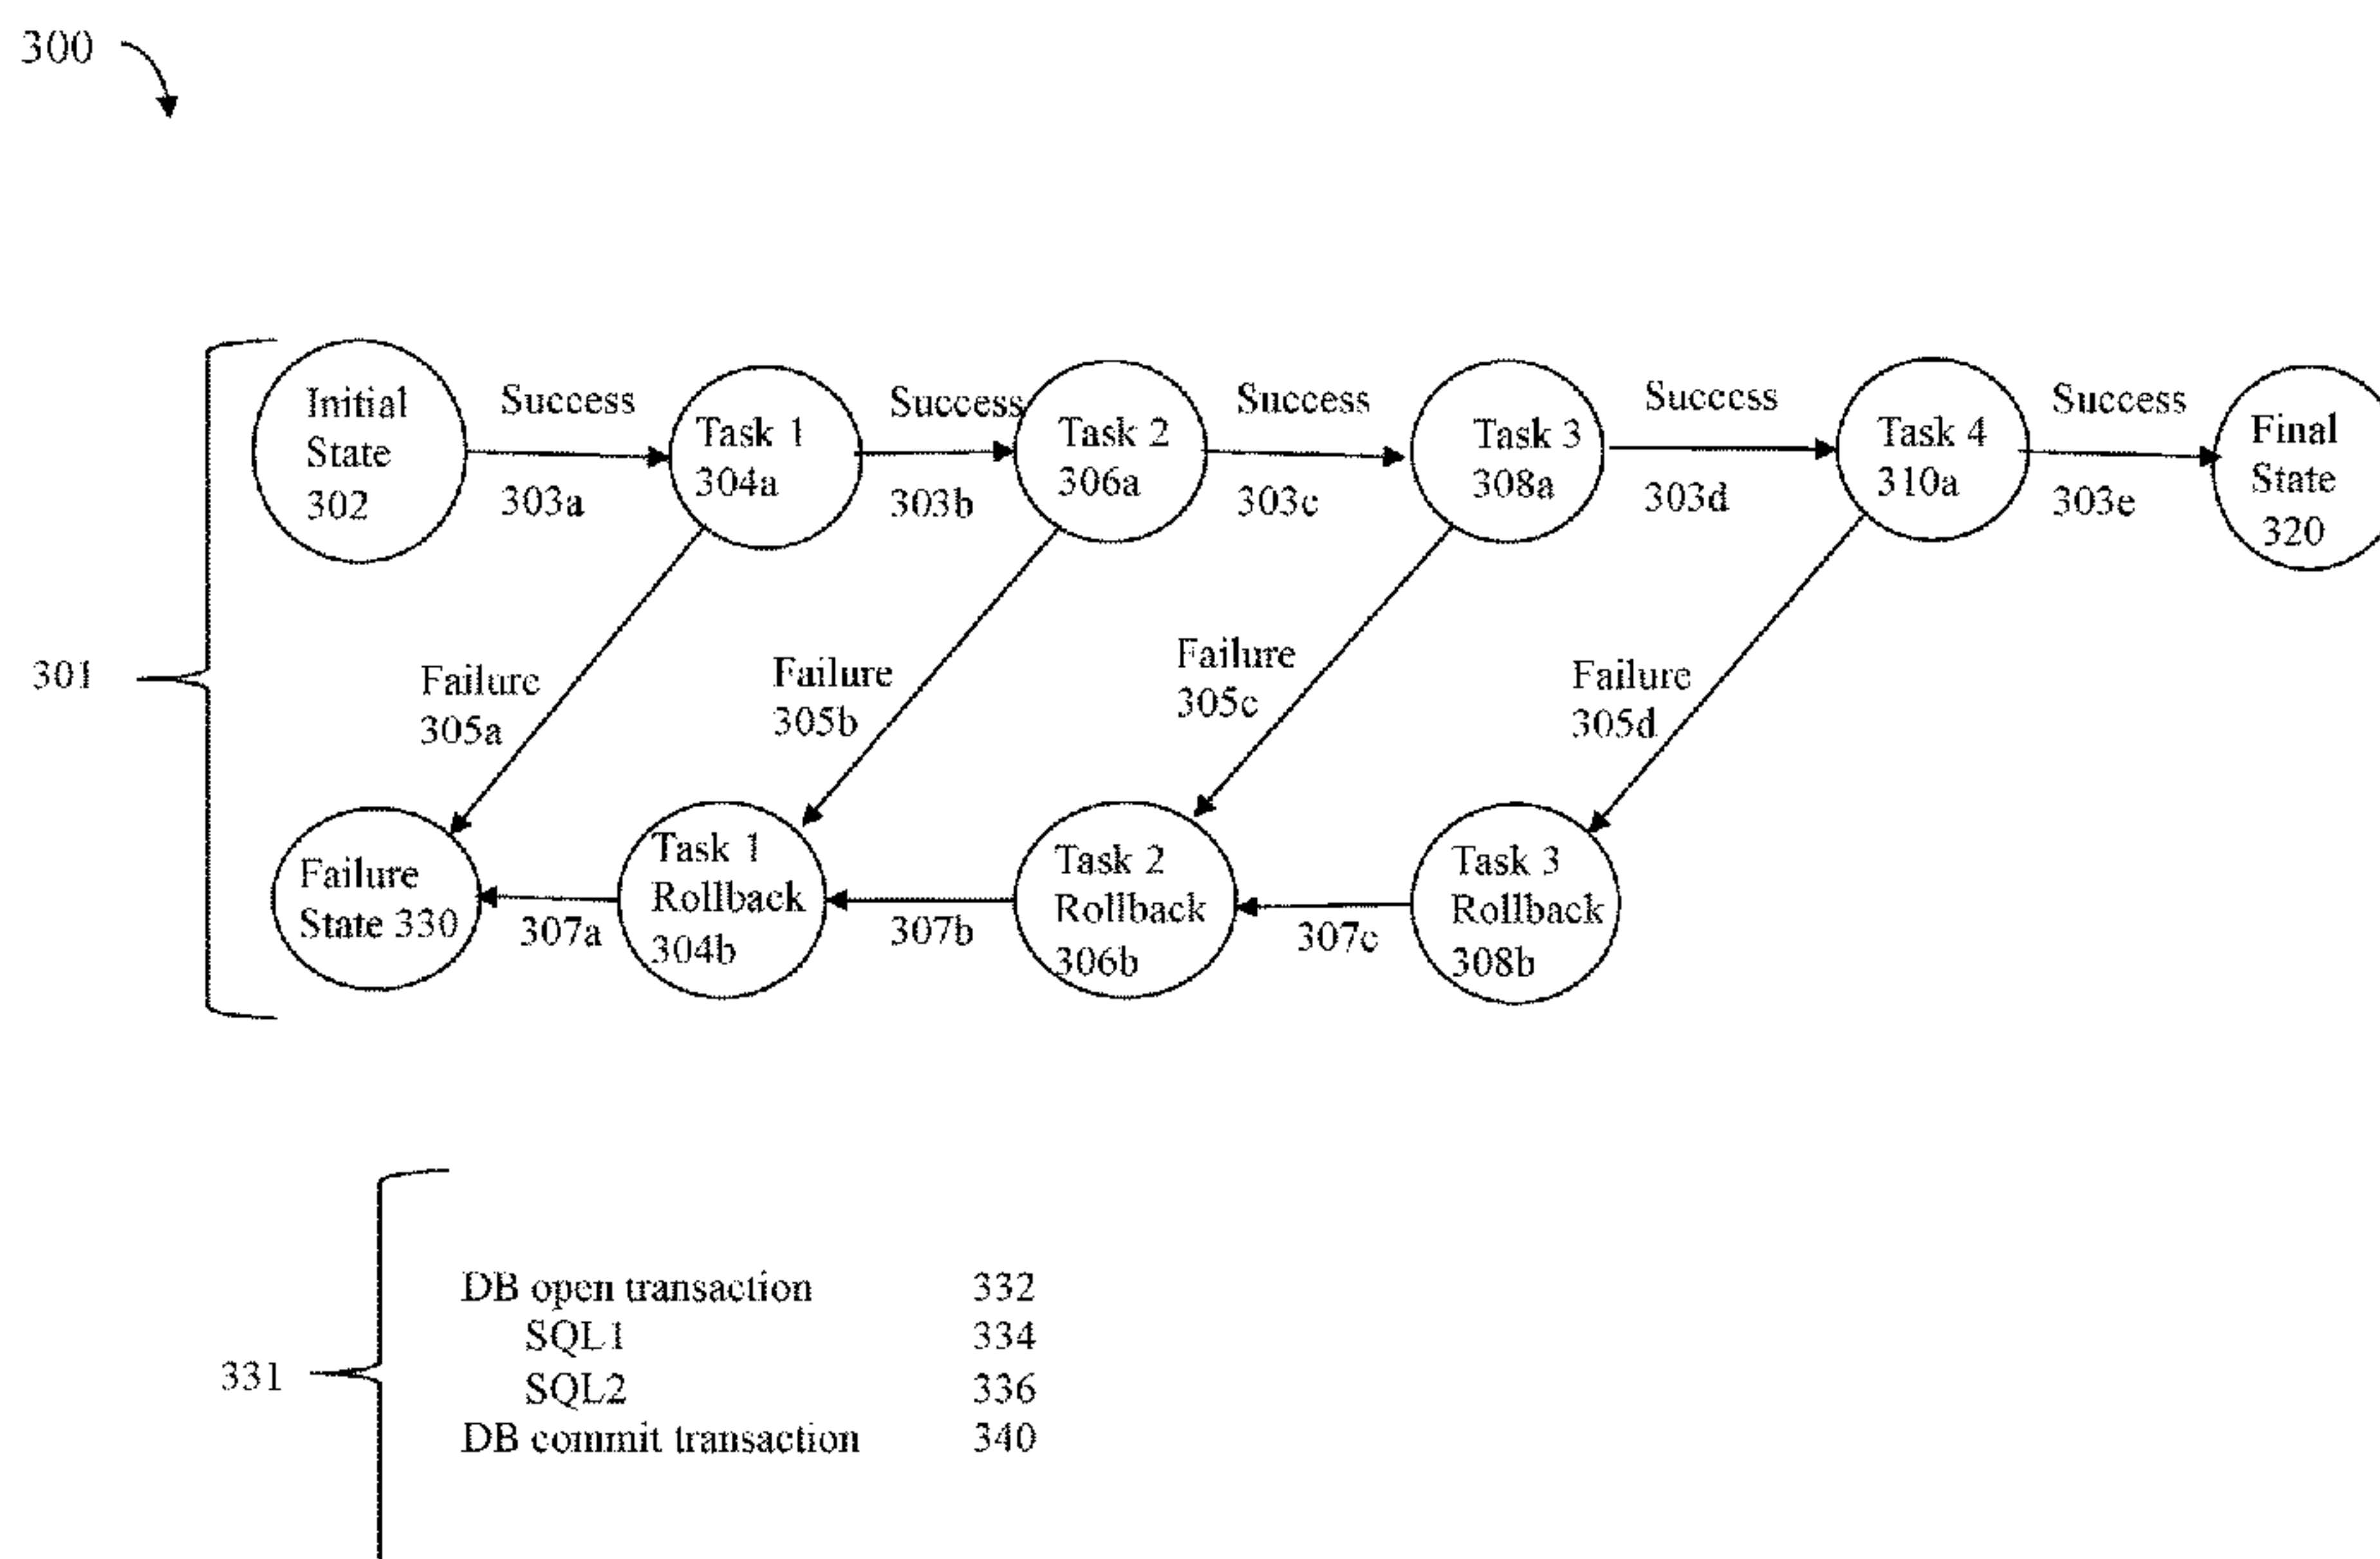 300
Initial
State
302
Success
303a
Task 1
304a
Success
303b
Task 2
306a
Success
303c
Task 3
308a
Success
303d
Task 4
310a
Success
303e
Final
State
320
301
Failure
305a
Failure
305b
Failure
305c
Failure
305d
Failure
State 330
307a
Task 1
Rollback
304b
307b
Task 2
Rollback
306b
307c
Task 3
Rollback
308b
331
DB open transaction 332
SQL1 334
SQL2 336
DB commit transaction 340